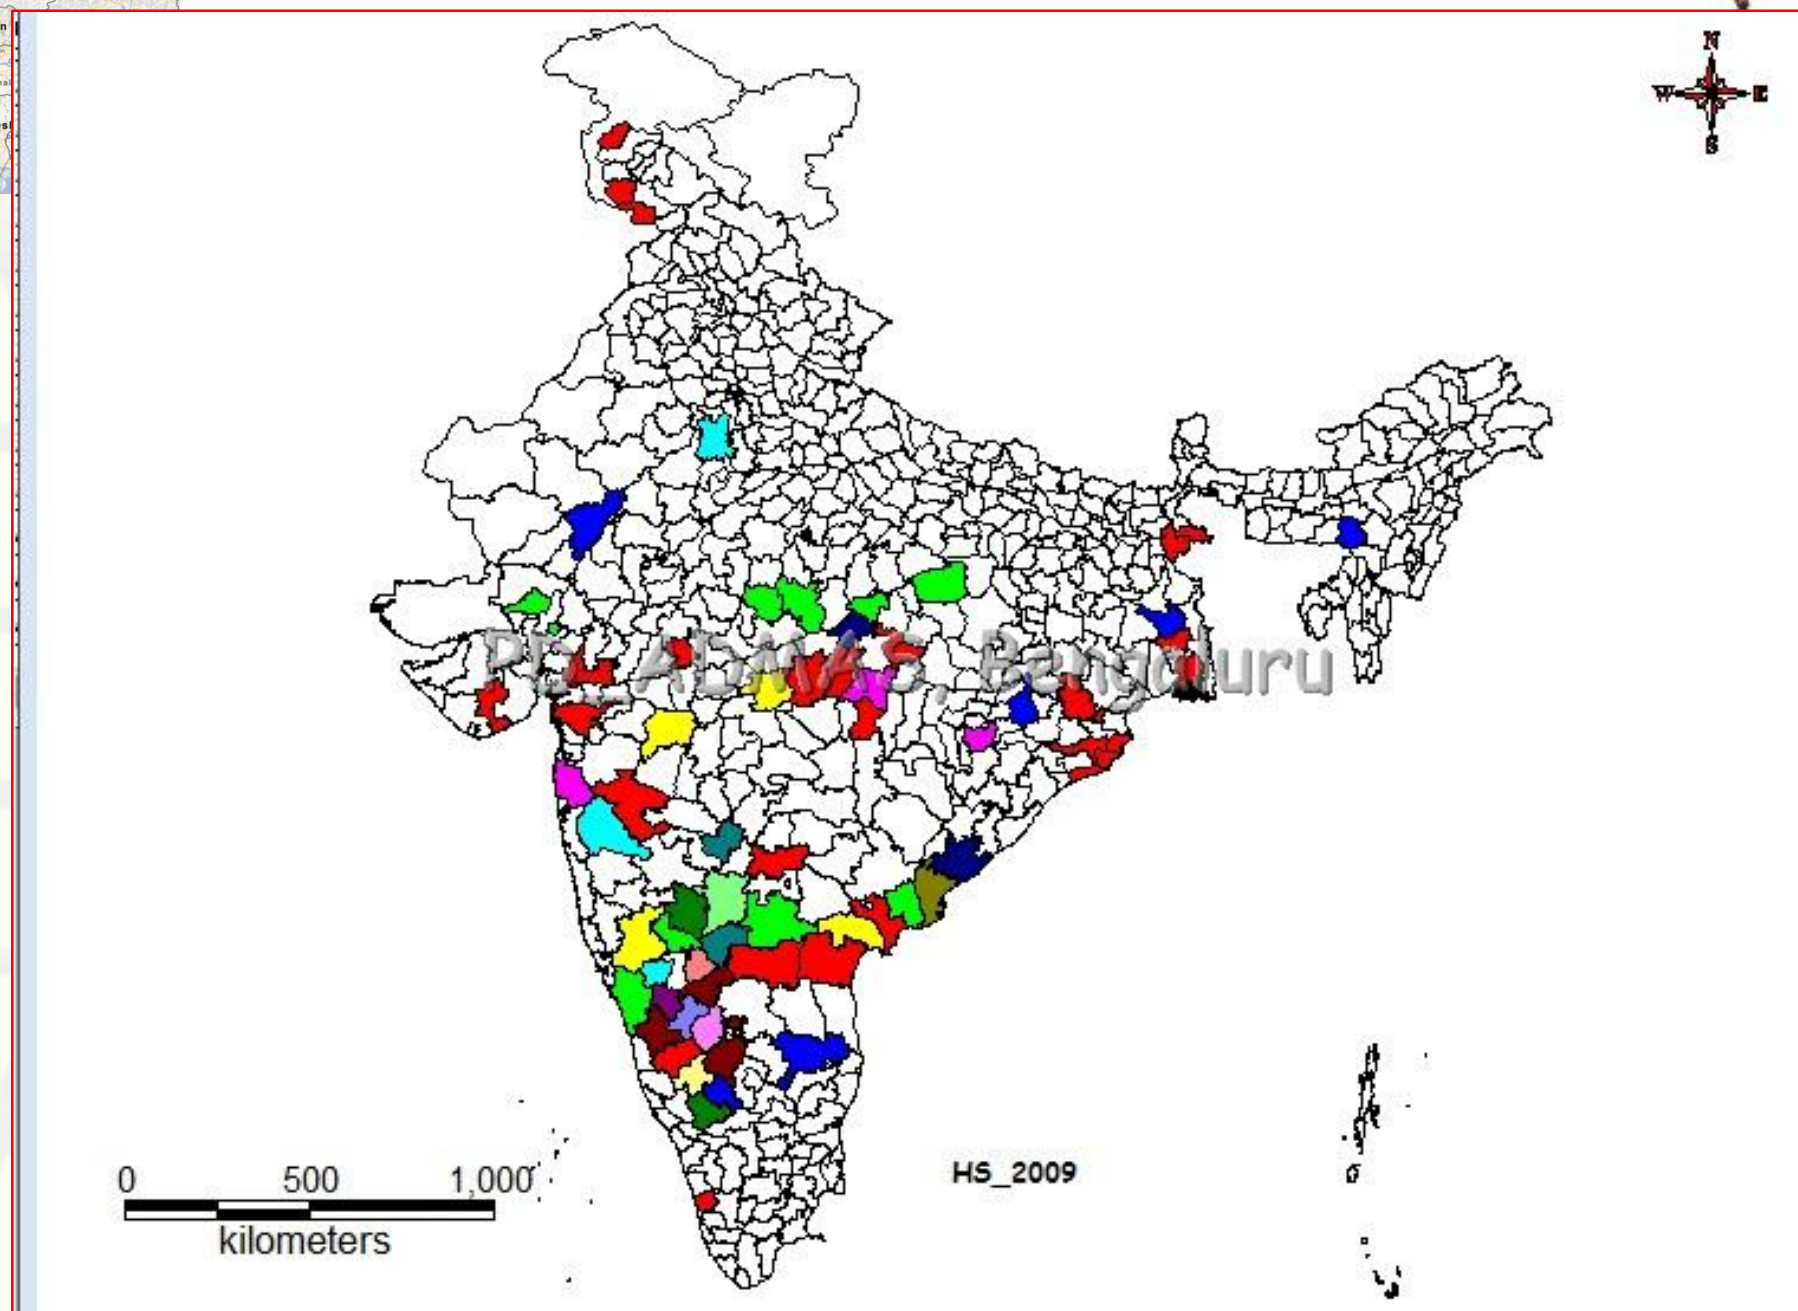 N
W E
S
PD_ADMAS, Bengaluru
0 500 1,000
kilometers
HS_2009